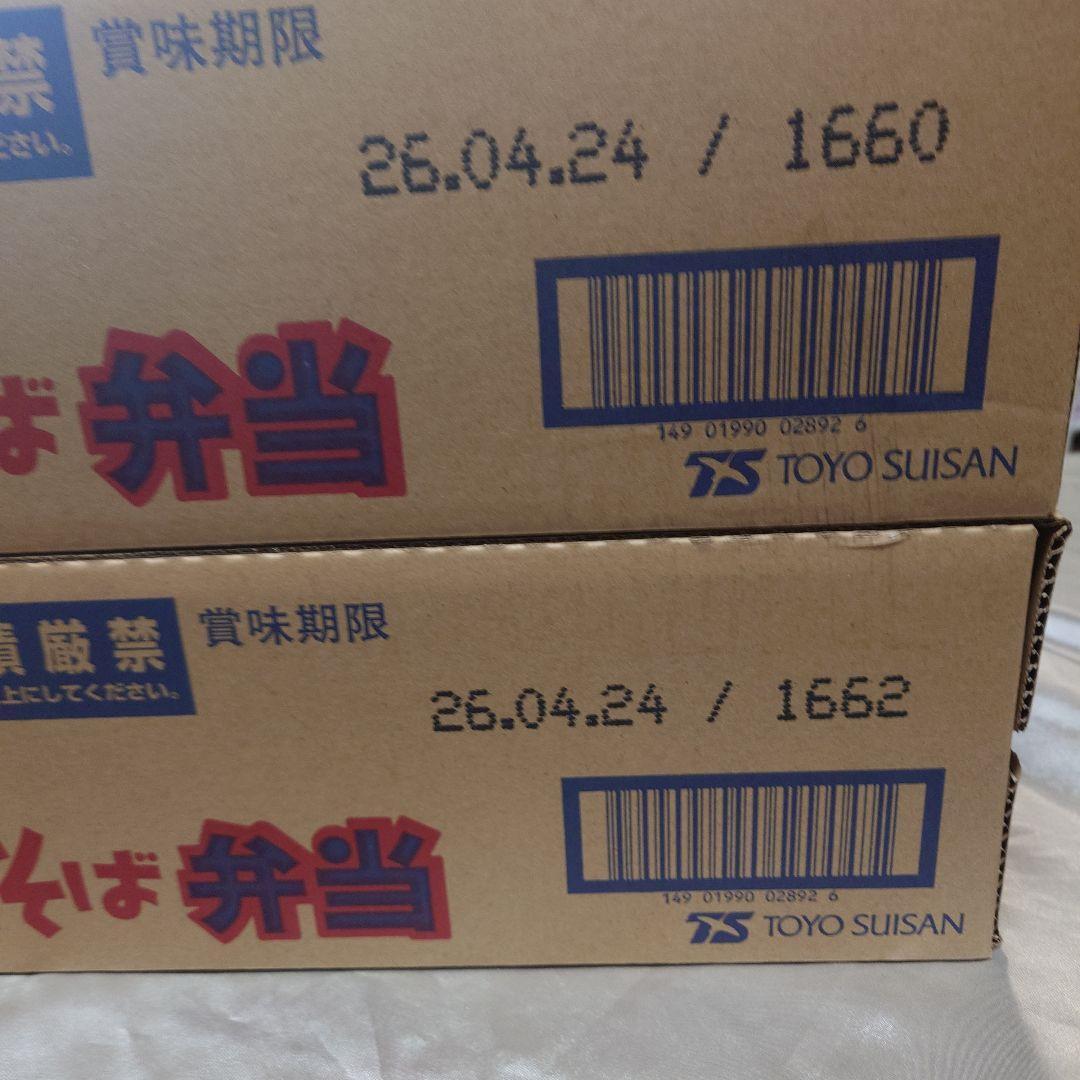 禁
ださい。
賞味期限
26.04.24 / 1660
ば 弁当
149 01990 02892 6
TS TOYO SUISAN
積厳禁
上にしてください。
賞味期限
26.04.24 / 1662
そば 弁当
149 01990 02892 6
TS TOYO SUISAN